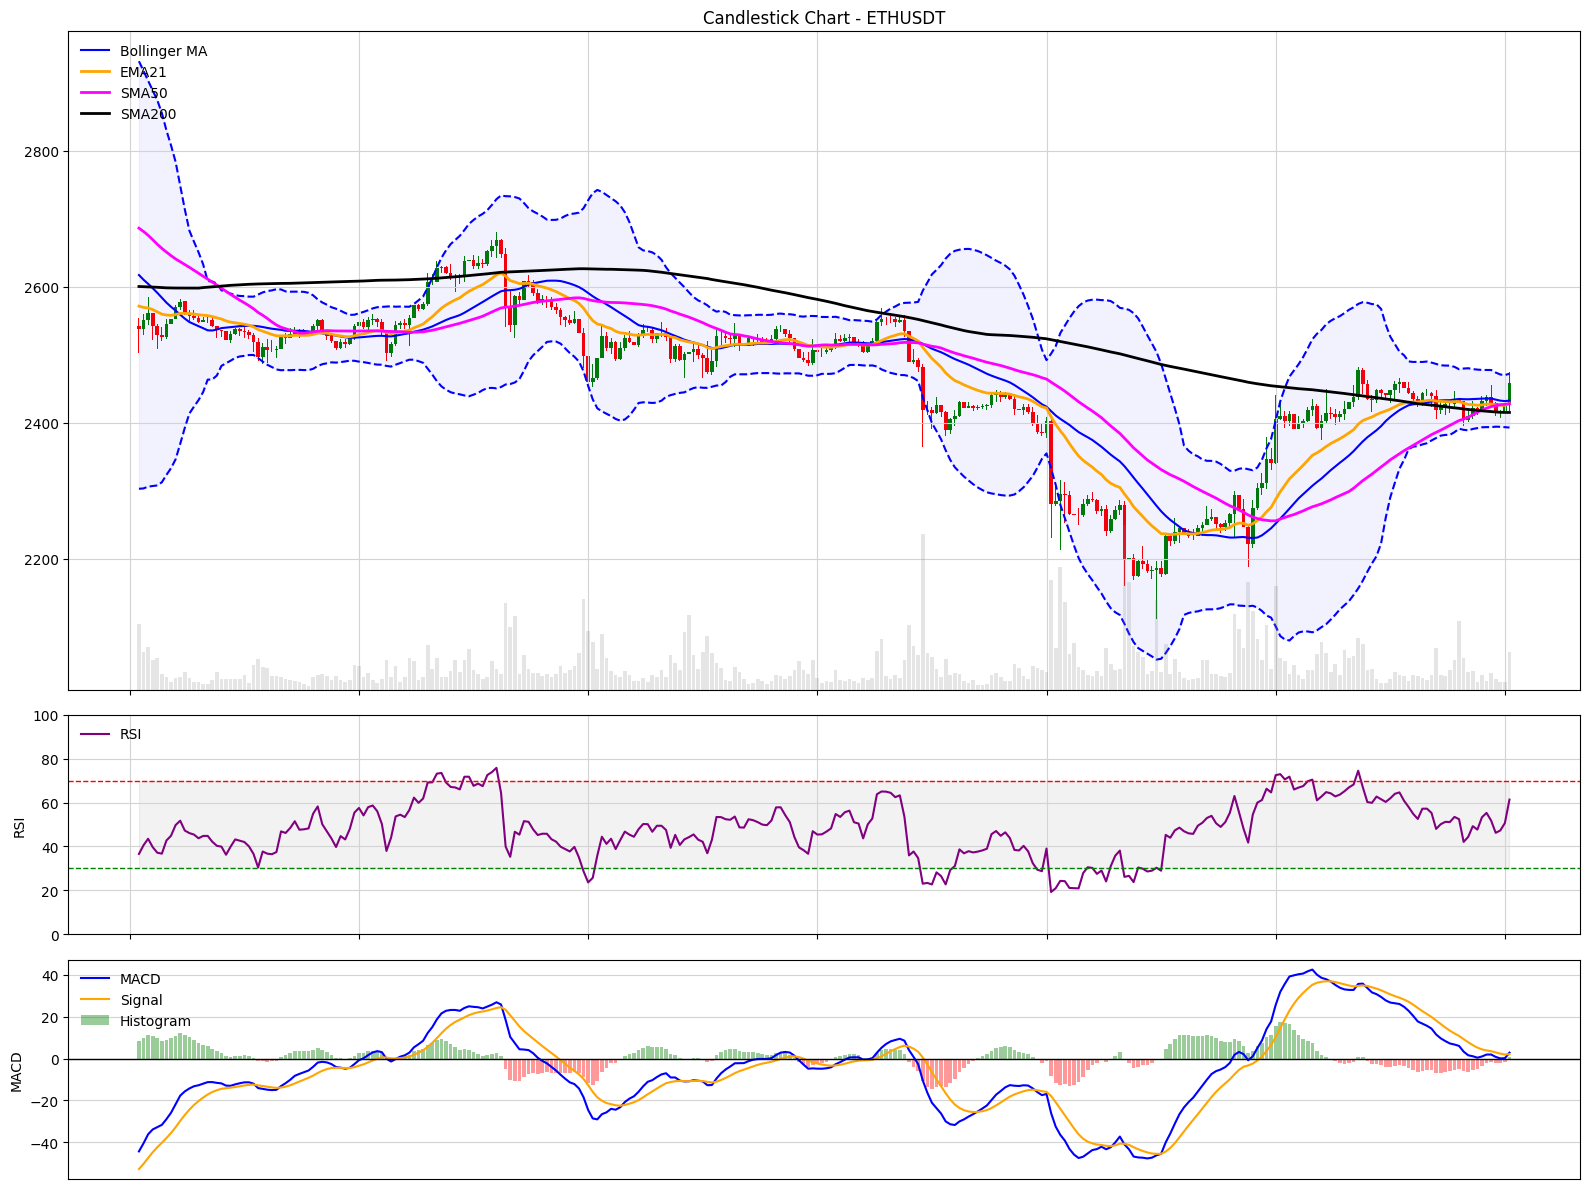 Candlestick Chart - ETHUSDT
Bollinger MA
EMA21
SMA50
SMA200
2800
2600
2400
2200
RSI
100
80
60
40
20
0
RSI
MACD
Signal
Histogram
40
20
0
−20
−40
MACD